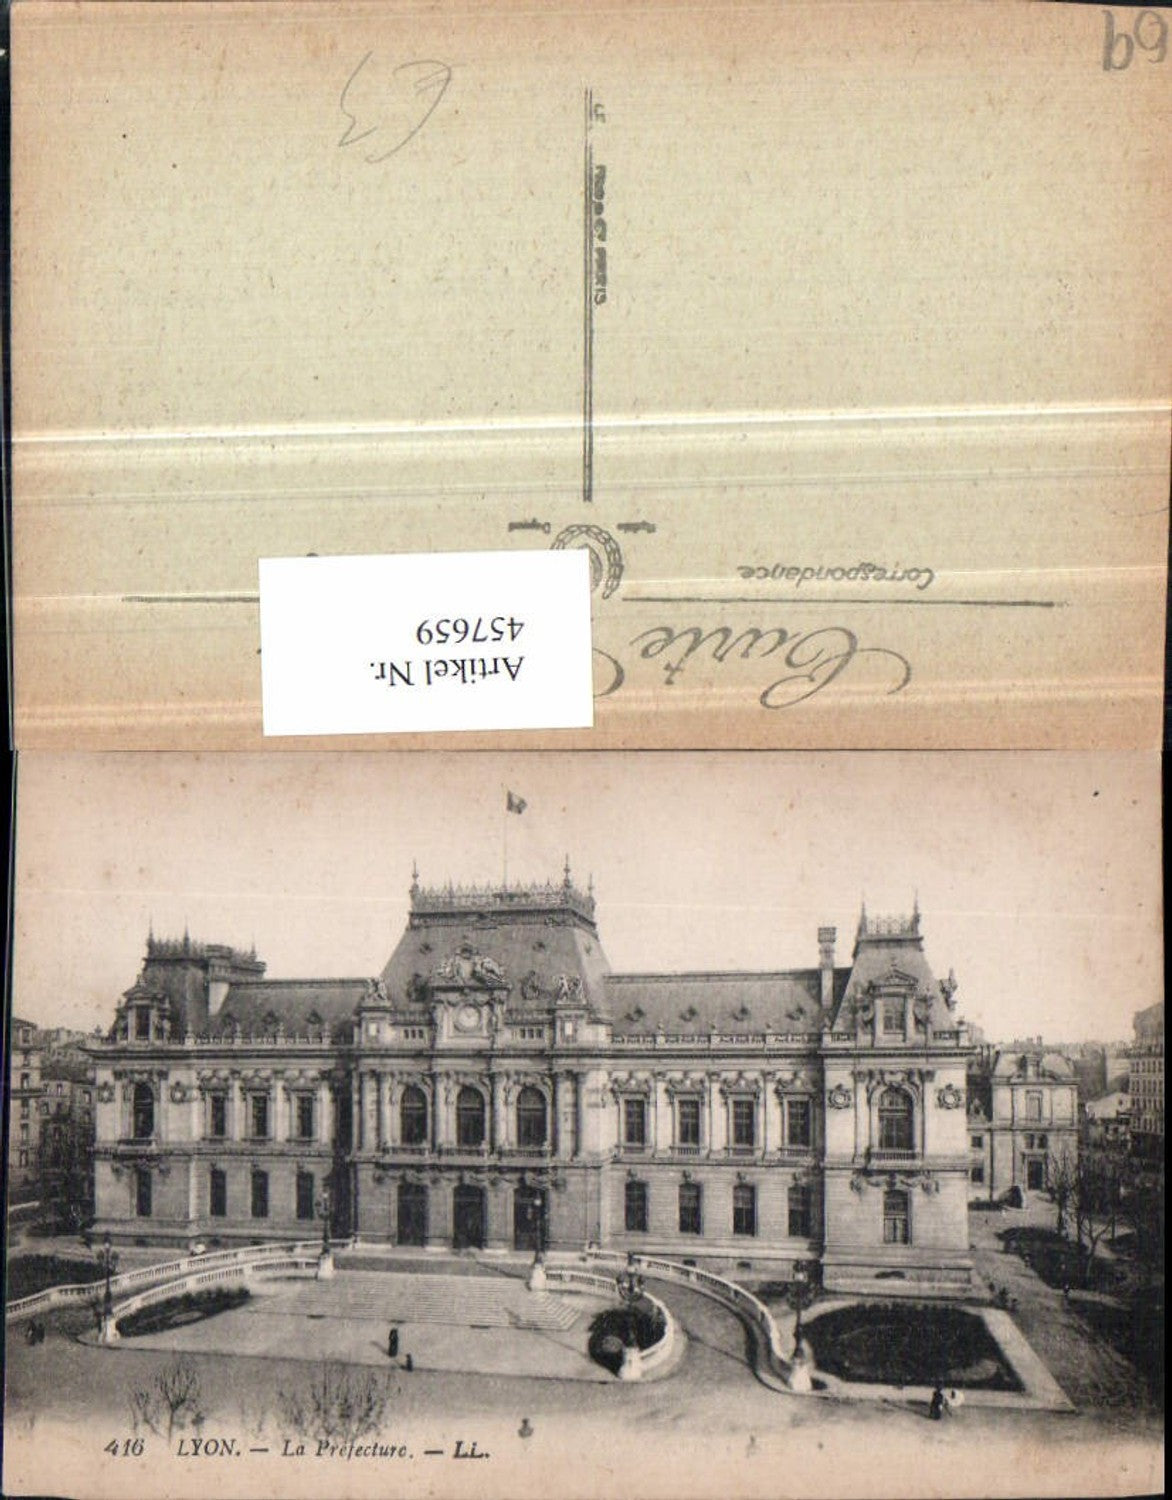 69
Carte
Correspondance
Artikel Nr.
457659
416 LYON. — La Préfecture. — LL.